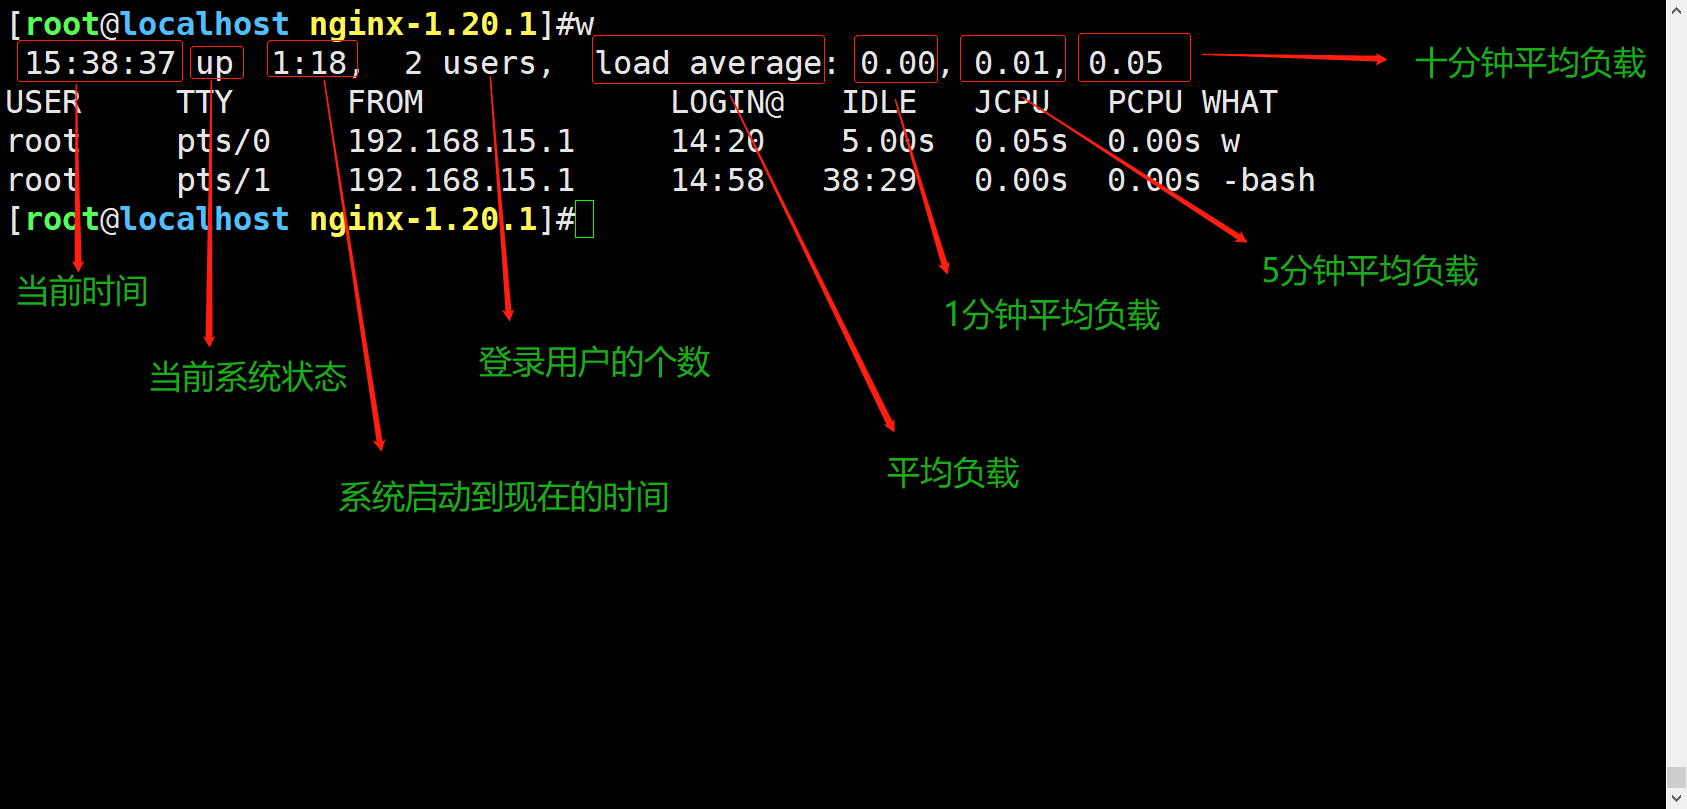 [root@localhost nginx-1.20.1]#w
15:38:37 up 1:18, 2 users, load average: 0.00, 0.01, 0.05
十分钟平均负载
USER TTY FROM LOGIN@ IDLE JCPU PCPU WHAT
root pts/0 192.168.15.1 14:20 5.00s 0.05s 0.00s w
root pts/1 192.168.15.1 14:58 38:29 0.00s 0.00s -bash
[root@localhost nginx-1.20.1]#
当前时间
5分钟平均负载
1分钟平均负载
当前系统状态
登录用户的个数
平均负载
系统启动到现在的时间